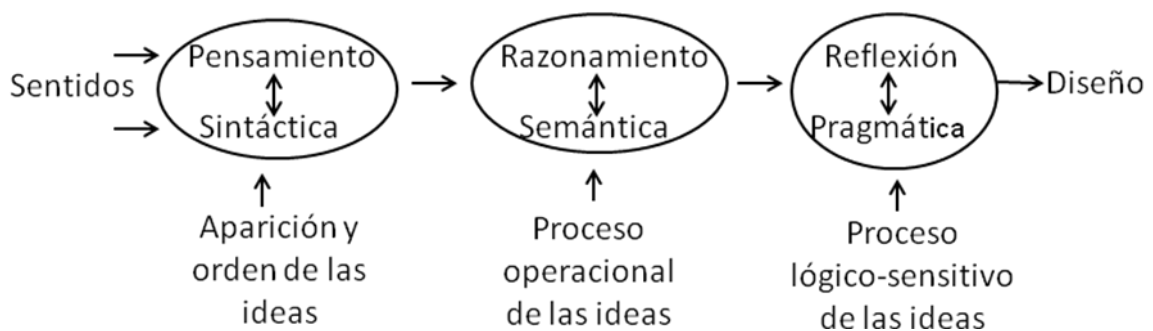 Sentidos
Pensamiento
Sintáctica
Razonamiento
Semántica
Reflexión
Pragmática
Diseño
Aparición y
orden de las
ideas
Proceso
operacional
de las ideas
Proceso
lógico-sensitivo
de las ideas